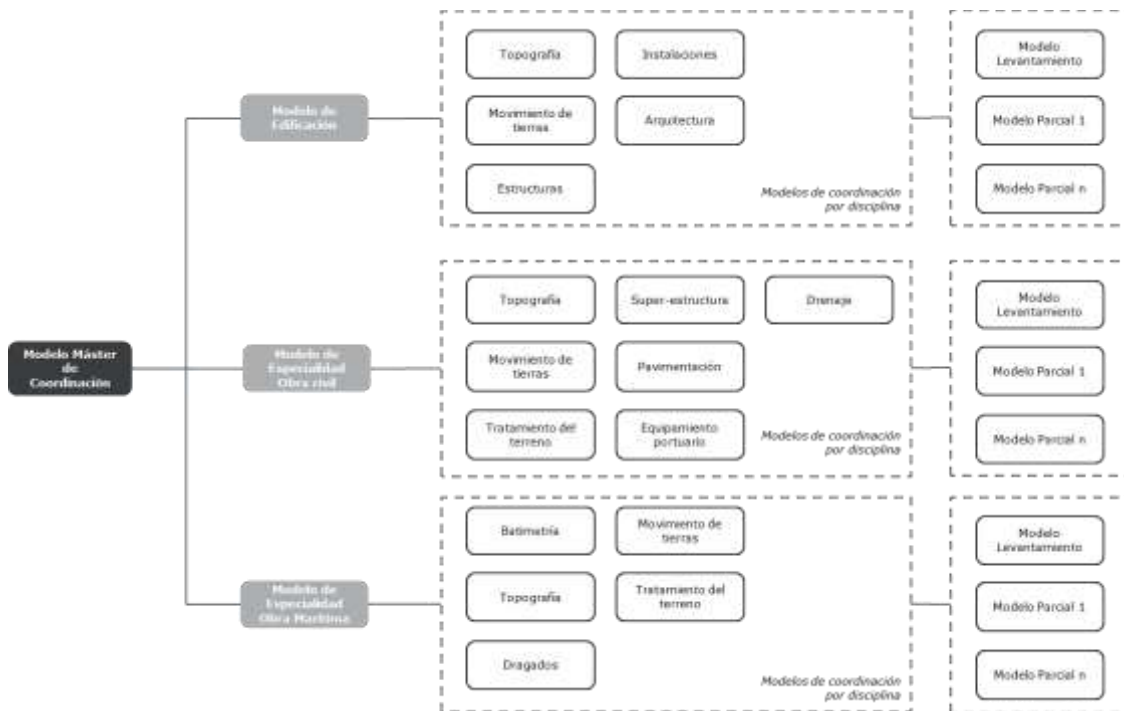 Modelo Máster
de
Coordinación
Modelo de
Edificación
Topografía
Instalaciones
Movimiento de
tierras
Arquitectura
Estructuras
Modelos de coordinación
por disciplina
Modelo
Levantamiento
Modelo Parcial 1
Modelo Parcial n
Modelo de
Especialidad
Obra civil
Topografía
Super-estructura
Drenaje
Movimiento de
tierras
Pavimentación
Tratamiento del
terreno
Equipamiento
portuario
Modelos de coordinación
por disciplina
Modelo
Levantamiento
Modelo Parcial 1
Modelo Parcial n
Modelo de
Especialidad
Obra Marítima
Batimetría
Movimiento de
tierras
Topografía
Tratamiento del
terreno
Dragados
Modelos de coordinación
por disciplina
Modelo
Levantamiento
Modelo Parcial 1
Modelo Parcial n